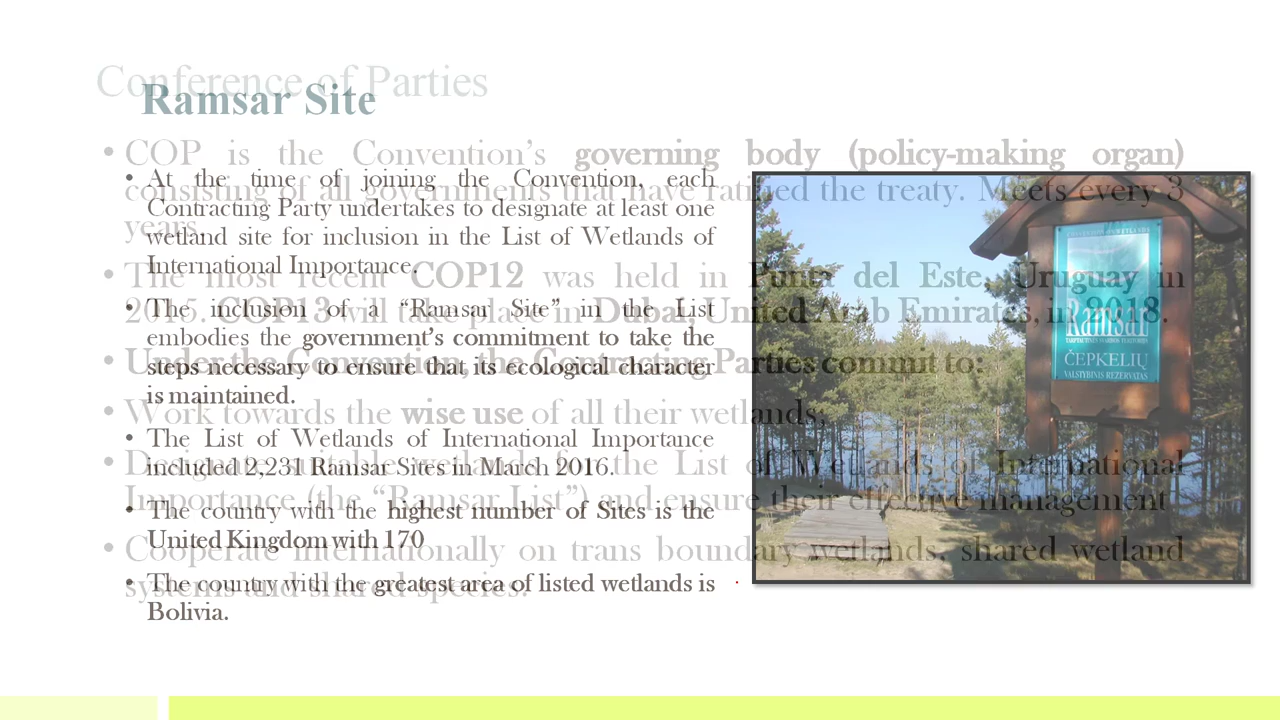 Conference of Parties
• COP is the Convention's governing body (policy-making organ)
consisting of all governments that have ratified the treaty. Meets every 3
years.
• The most recent COP12 was held in Punta del Este, Uruguay in
2015. COP13 will take place in Dubai, United Arab Emirates, in 2018.
• Under the Convention, the Contracting Parties commit to:
• Work towards the wise use of all their wetlands;
• Designate suitable wetlands for the List of Wetlands of International
Importance (the “Ramsar List”) and ensure their effective management
• Cooperate internationally on trans boundary wetlands, shared wetland
systems and shared species.
Ramsar Site
• At the time of joining the Convention, each
Contracting Party undertakes to designate at least one
wetland site for inclusion in the List of Wetlands of
International Importance.
• The inclusion of a “Ramsar Site” in the List
embodies the government's commitment to take the
steps necessary to ensure that its ecological character
is maintained.
• The List of Wetlands of International Importance
included 2,231 Ramsar Sites in March 2016.
• The country with the highest number of Sites is the
United Kingdom with 170
• The country with the greatest area of listed wetlands is
Bolivia.
Ramsar
ČEPKELIŲ
VALSTYBINIS REZERVATAS